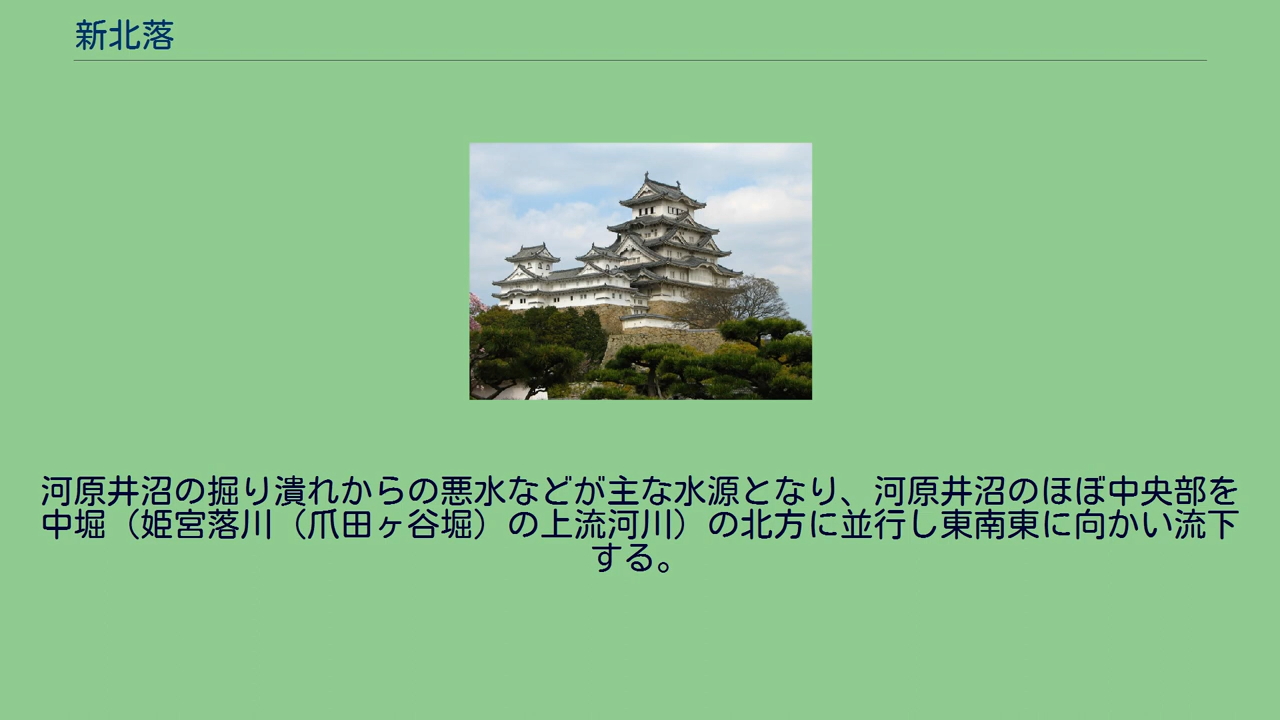 新北落
河原井沼の掘り潰れからの悪水などが主な水源となり、河原井沼のほぼ中央部を
中堀（姫宮落川（爪田ヶ谷堀）の上流河川）の北方に並行し東南東に向かい流下
する。